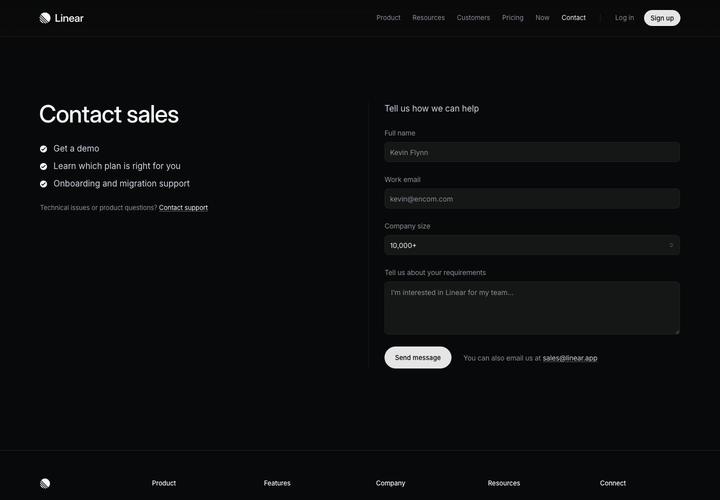 Linear
Product Resources Customers Pricing Now Contact Log in Sign up
Contact sales
Get a demo
Learn which plan is right for you
Onboarding and migration support
Technical issues or product questions? Contact support
Tell us how we can help
Full name
Kevin Flynn
Work email
kevin@encom.com
Company size
10,000+
Tell us about your requirements
I'm interested in Linear for my team...
Send message
You can also email us at sales@linear.app
Product Features Company Resources Connect